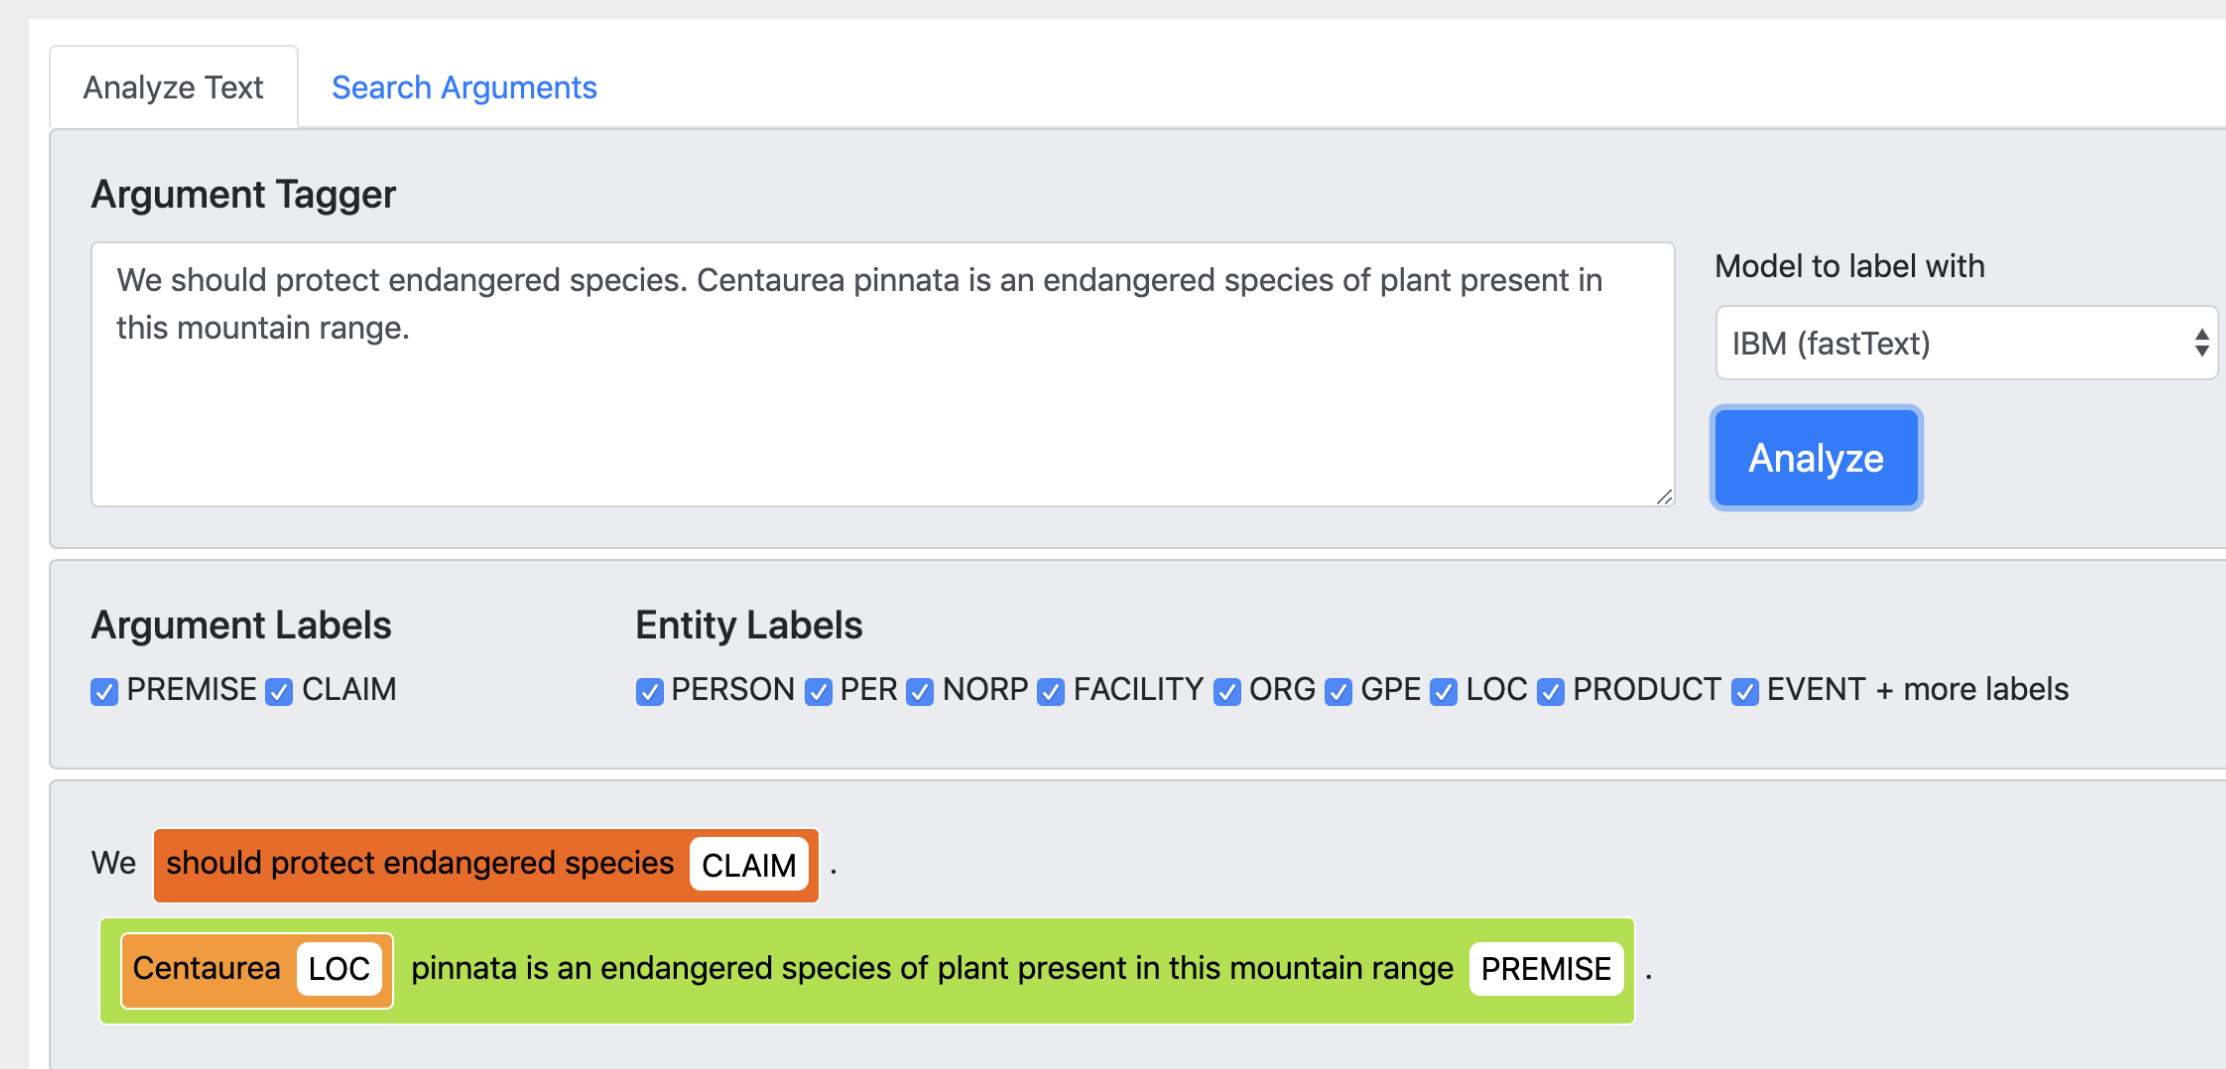 Analyze Text Search Arguments
Argument Tagger
We should protect endangered species. Centaurea pinnata is an endangered species of plant present in
this mountain range.
Model to label with
IBM (fastText)
Analyze
Argument Labels
PREMISE CLAIM
Entity Labels
PERSON PER NORP FACILITY ORG GPE LOC PRODUCT EVENT + more labels
We should protect endangered species CLAIM .
Centaurea LOC pinnata is an endangered species of plant present in this mountain range PREMISE .